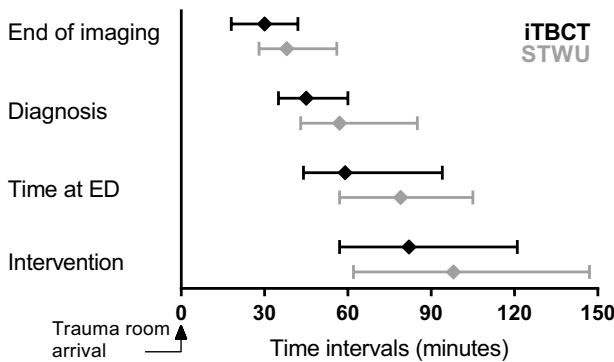 End of imaging
iTBCT
STWU
Diagnosis
Time at ED
Intervention
0 30 60 90 120 150
Trauma room
arrival
Time intervals (minutes)